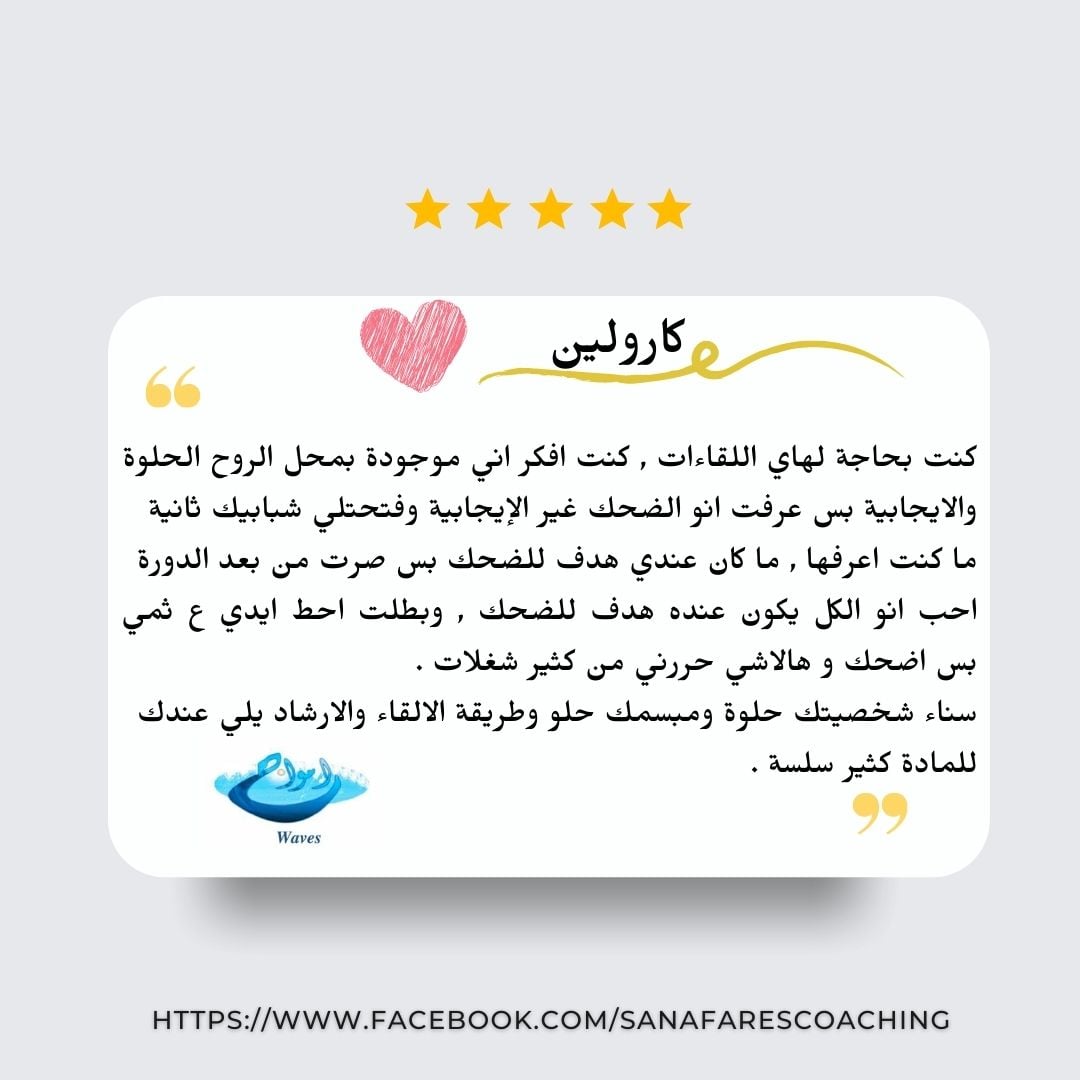 كارولين
كنت بحاجة لهاي اللقاءات , كنت افكر اني موجودة بمحل الروح الحلوة
والايجابية بس عرفت انو الضحك غير الإيجابية وفتحتلي شبابيك ثانية
ما كنت اعرفها , ما كان عندي هدف للضحك بس صرت من بعد الدورة
احب انو الكل يكون عنده هدف للضحك , وبطلت احط ايدي ع ثمي
بس اضحك و هالاشي حررني من كثير شغلات .
سناء شخصيتك حلوة ومبسمك حلو وطريقة الالقاء والارشاد يلي عندك
للمادة كثير سلسة .
امواج
Waves
HTTPS://WWW.FACEBOOK.COM/SANAFARESCOACHING